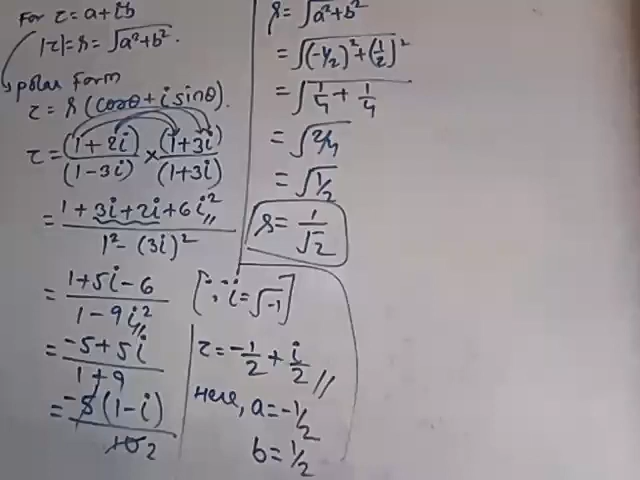 For z = a + ib
|z| = r = √a²+b².
polar form
z = r (cosθ + i sinθ).
z = (1+2i)/(1-3i) × (1+3i)/(1+3i)
= 1 + 3i + 2i + 6i² / 1² - (3i)²
= 1+5i-6 / 1-9i² [∵ i = √-1]
= -5+5i / 1+9
= -5(1-i) / 10 2
z = -1/2 + i/2 //
here, a = -1/2
b = 1/2
r = √a²+b²
= √(-1/2)² + (1/2)²
= √1/4 + 1/4
= √2/4
= √1/2
r = 1/√2